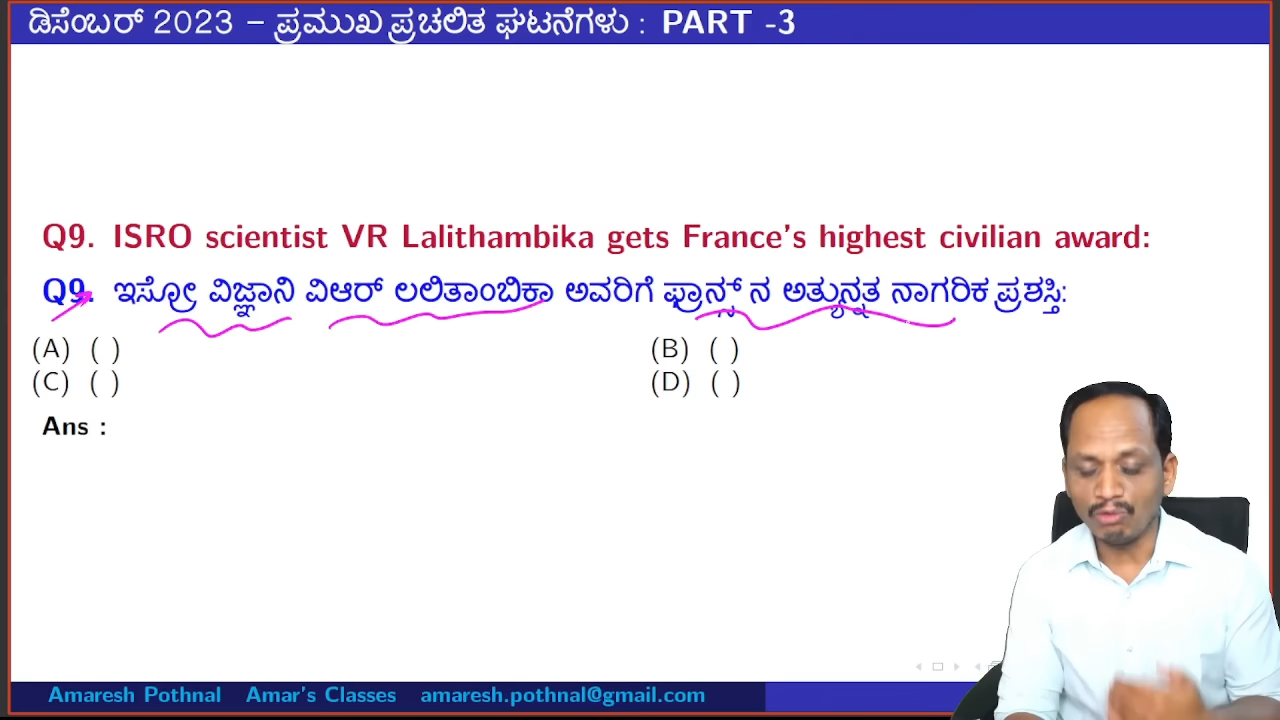 ಡಿಸೆಂಬರ್ 2023 – ಪ್ರಮುಖ ಪ್ರಚಲಿತ ಘಟನೆಗಳು : PART -3
Q9. ISRO scientist VR Lalithambika gets France's highest civilian award:
Q9. ಇಸ್ರೋ ವಿಜ್ಞಾನಿ ವಿಆರ್ ಲಲಿತಾಂಬಿಕಾ ಅವರಿಗೆ ಫ್ರಾನ್ಸ್ ನ ಅತ್ಯುನ್ನತ ನಾಗರಿಕ ಪ್ರಶಸ್ತಿ:
(A) ( ) (B) ( )
(C) ( ) (D) ( )
Ans :
Amaresh Pothnal Amar's Classes amaresh.pothnal@gmail.com